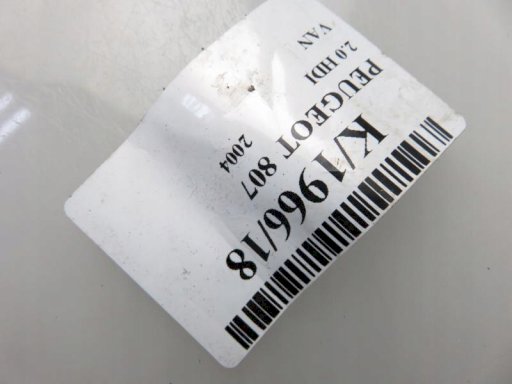 VAN
2.0 HDI
PEUGEOT 807
2004
K/1966/18